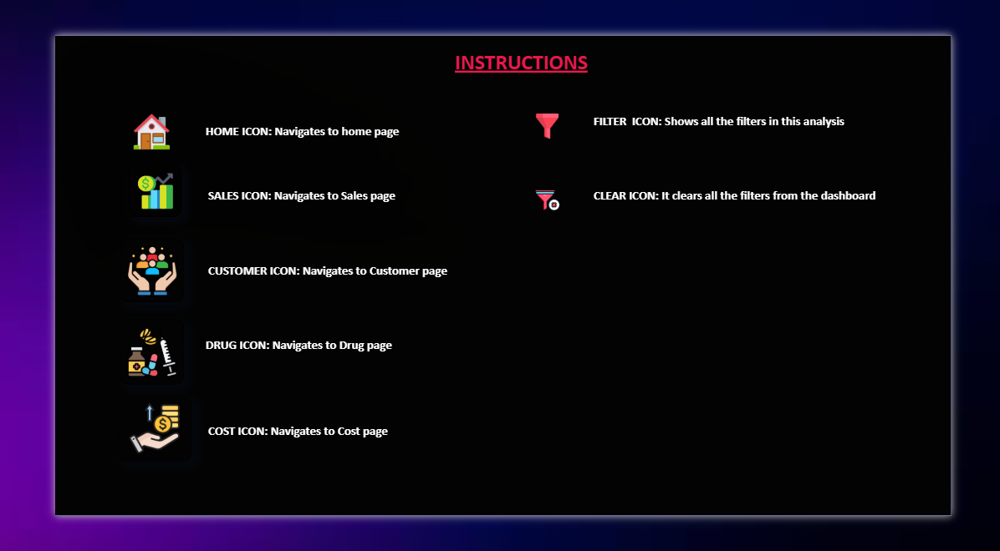 INSTRUCTIONS
HOME ICON: Navigates to home page
SALES ICON: Navigates to Sales page
CUSTOMER ICON: Navigates to Customer page
DRUG ICON: Navigates to Drug page
COST ICON: Navigates to Cost page
FILTER  ICON: Shows all the filters in this analysis
CLEAR ICON: It clears all the filters from the dashboard